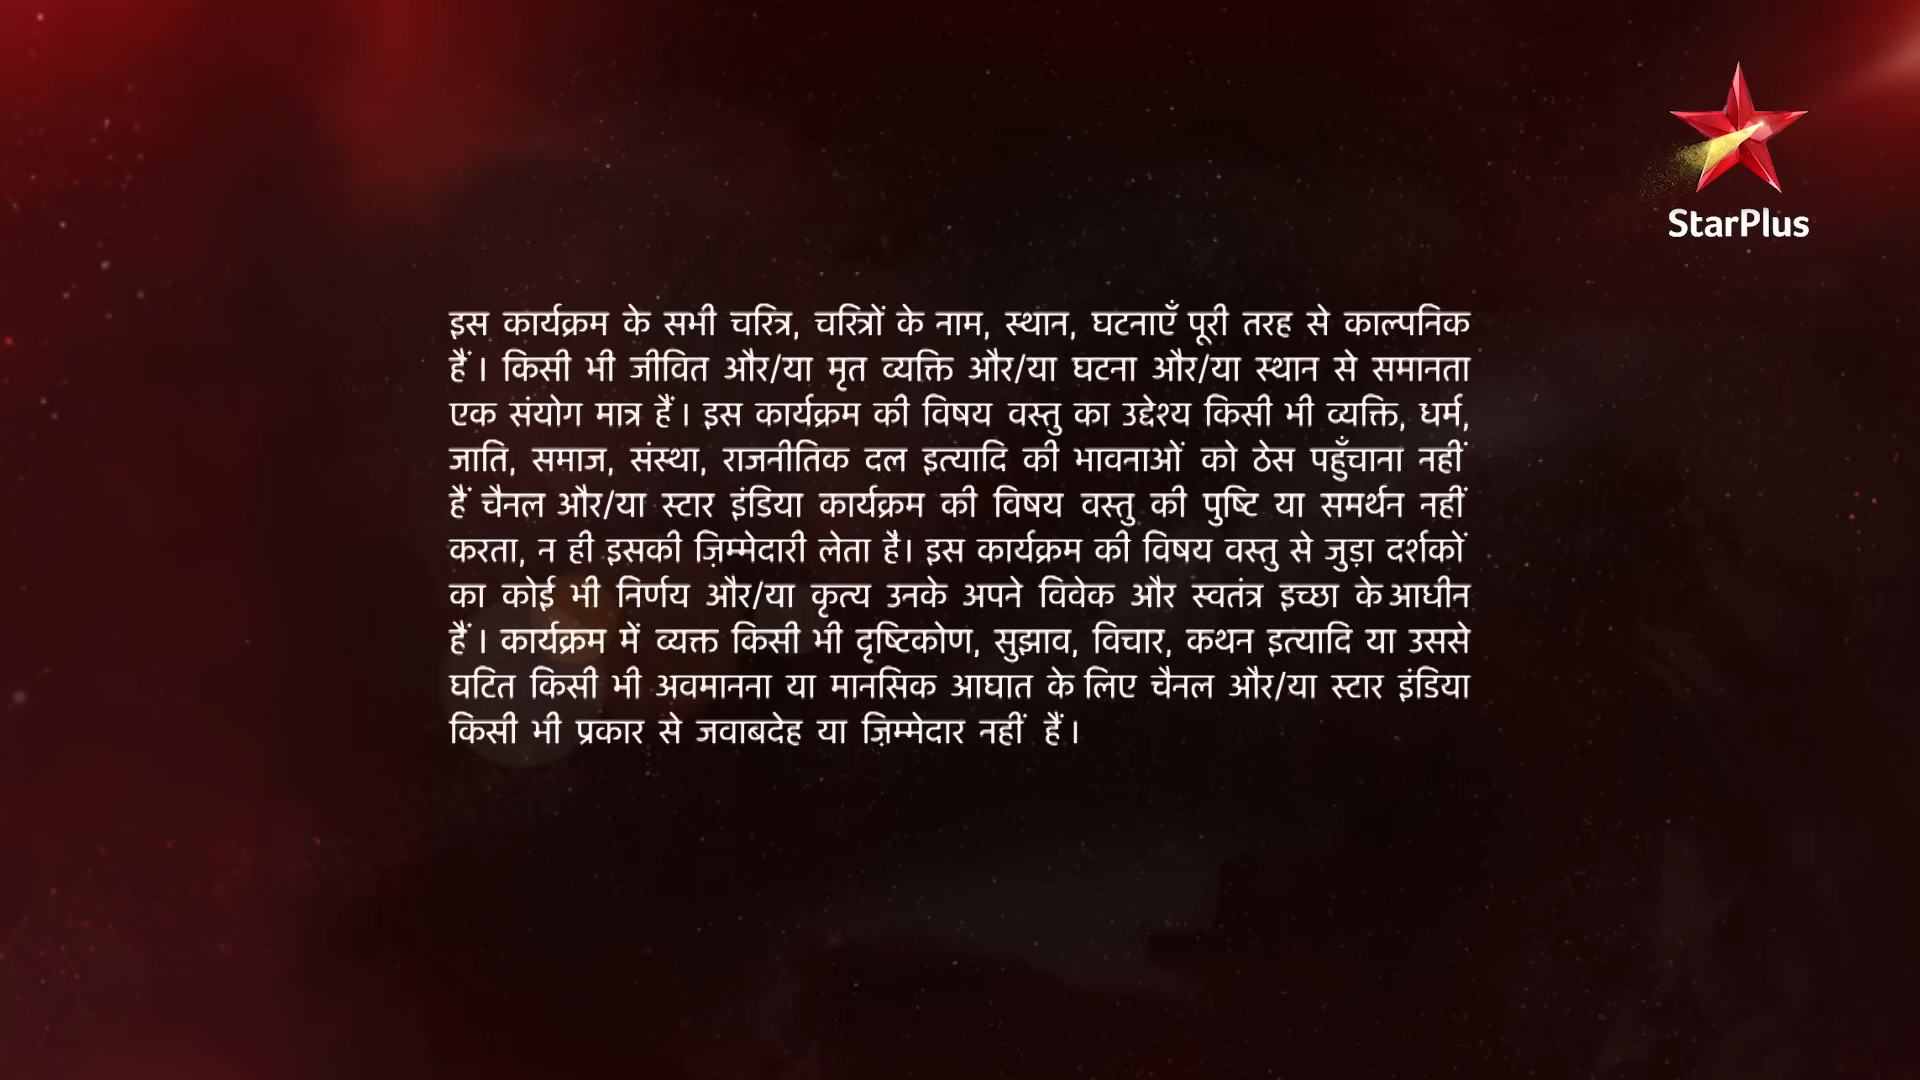 StarPlus
इस कार्यक्रम के सभी चरित्र, चरित्रों के नाम, स्थान, घटनाएँ पूरी तरह से काल्पनिक
हैं। किसी भी जीवित और/या मृत व्यक्ति और/या घटना और/या स्थान से समानता
एक संयोग मात्र हैं। इस कार्यक्रम की विषय वस्तु का उद्देश्य किसी भी व्यक्ति, धर्म,
जाति, समाज, संस्था, राजनीतिक दल इत्यादि की भावनाओं को ठेस पहुँचाना नहीं
हैं चैनल और/या स्टार इंडिया कार्यक्रम की विषय वस्तु की पुष्टि या समर्थन नहीं
करता, न ही इसकी ज़िम्मेदारी लेता है। इस कार्यक्रम की विषय वस्तु से जुड़ा दर्शकों
का कोई भी निर्णय और/या कृत्य उनके अपने विवेक और स्वतंत्र इच्छा के आधीन
हैं। कार्यक्रम में व्यक्त किसी भी दृष्टिकोण, सुझाव, विचार, कथन इत्यादि या उससे
घटित किसी भी अवमानना या मानसिक आघात के लिए चैनल और/या स्टार इंडिया
किसी भी प्रकार से जवाबदेह या ज़िम्मेदार नहीं हैं।